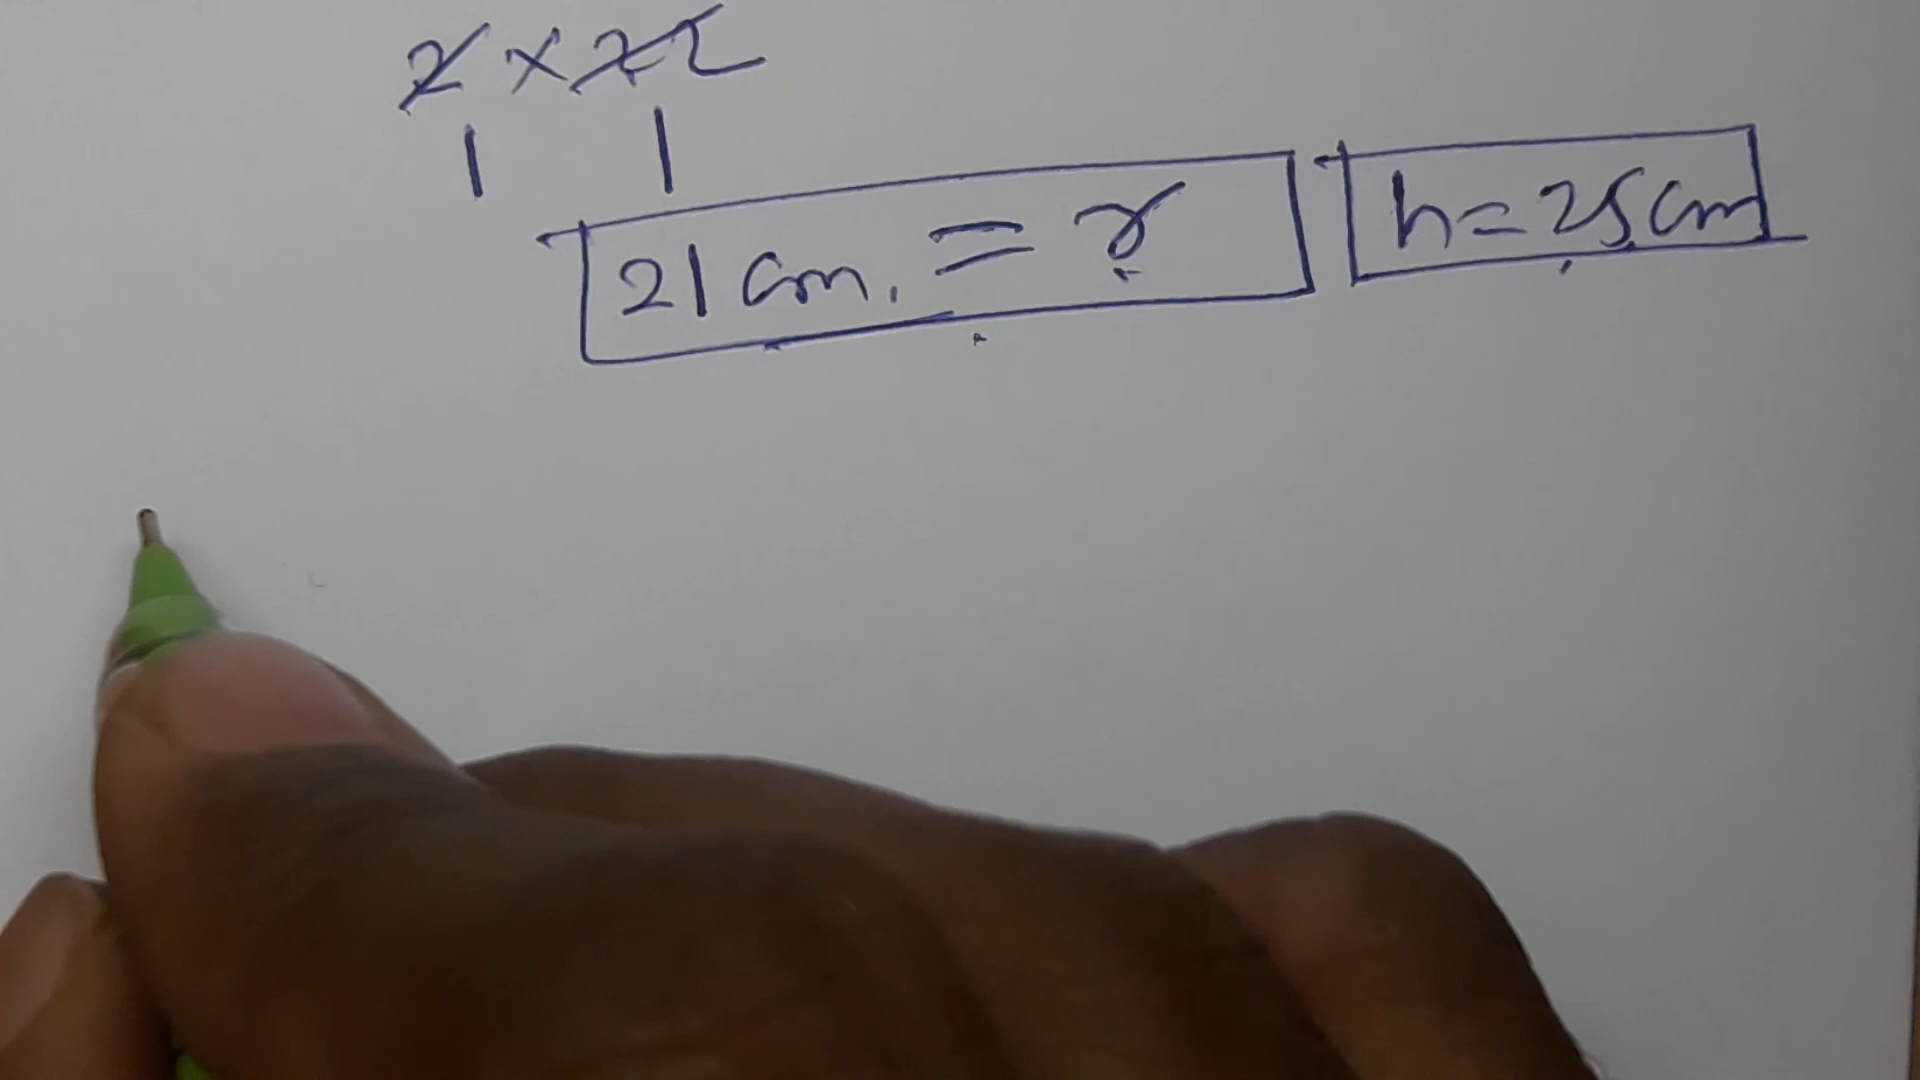 2 × 22
1 1
21 cm. = r h = 25 cm